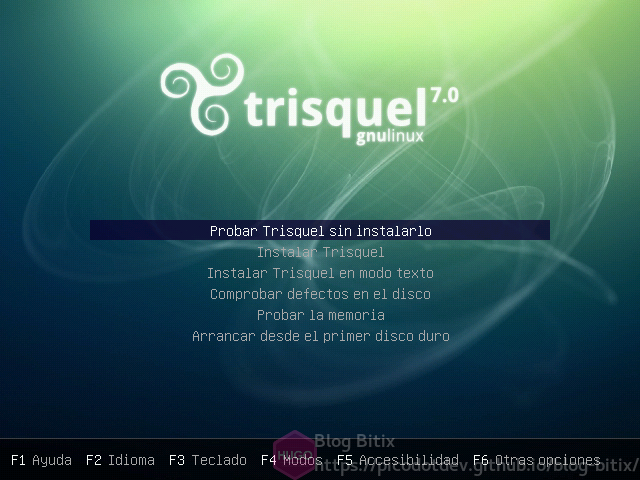 trisquel 7.0
gnulinux
Probar Trisquel sin instalarlo
Instalar Trisquel
Instalar Trisquel en modo texto
Comprobar defectos en el disco
Probar la memoria
Arrancar desde el primer disco duro
Blog Bitix
F1 Ayuda F2 Idioma F3 Teclado F4 Modos F5 Accesibilidad F6 Otras opciones
HUGO
https://picodotdev.github.io/blog-bitix/